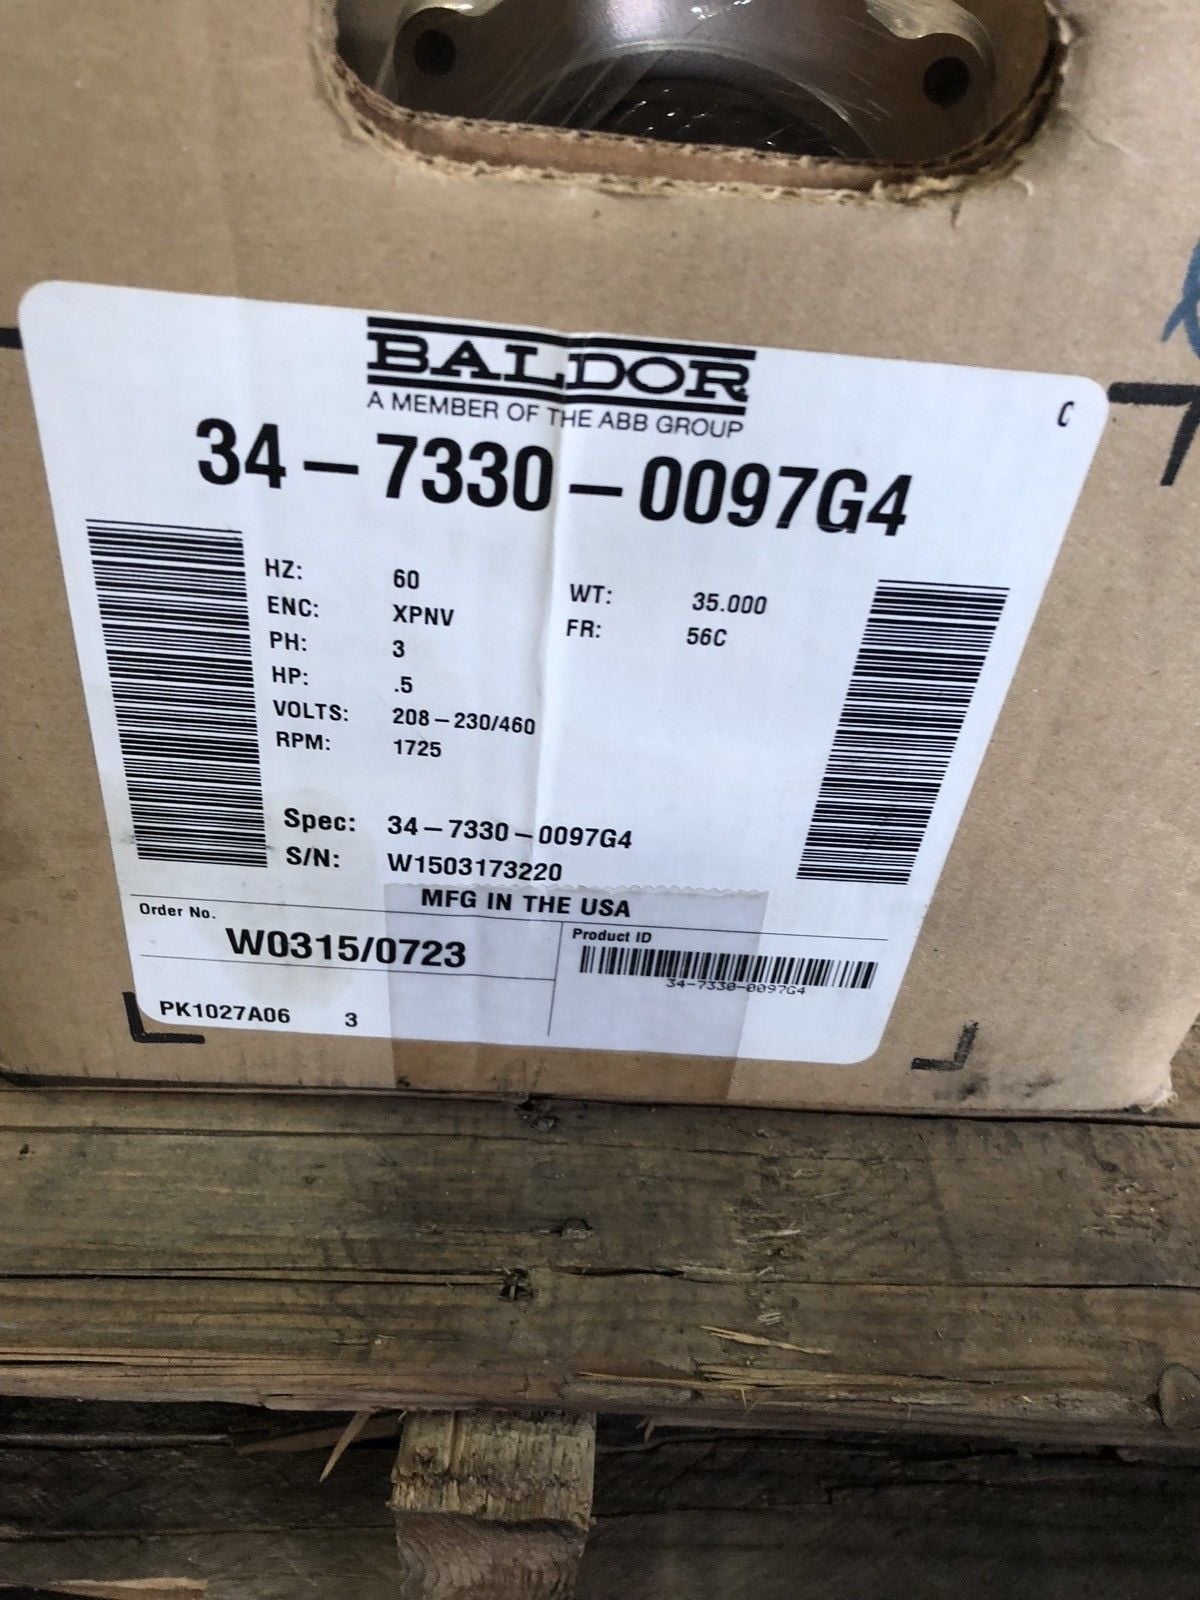 BALDOR
A MEMBER OF THE ABB GROUP
C
34-7330-0097G4
HZ: 60
ENC: XPNV
PH: 3
HP: .5
VOLTS: 208-230/460
RPM: 1725
WT: 35.000
FR: 56C
Spec: 34-7330-0097G4
S/N: W1503173220
MFG IN THE USA
Order No.
W0315/0723
Product ID
34-7330-0097G4
PK1027A06 3